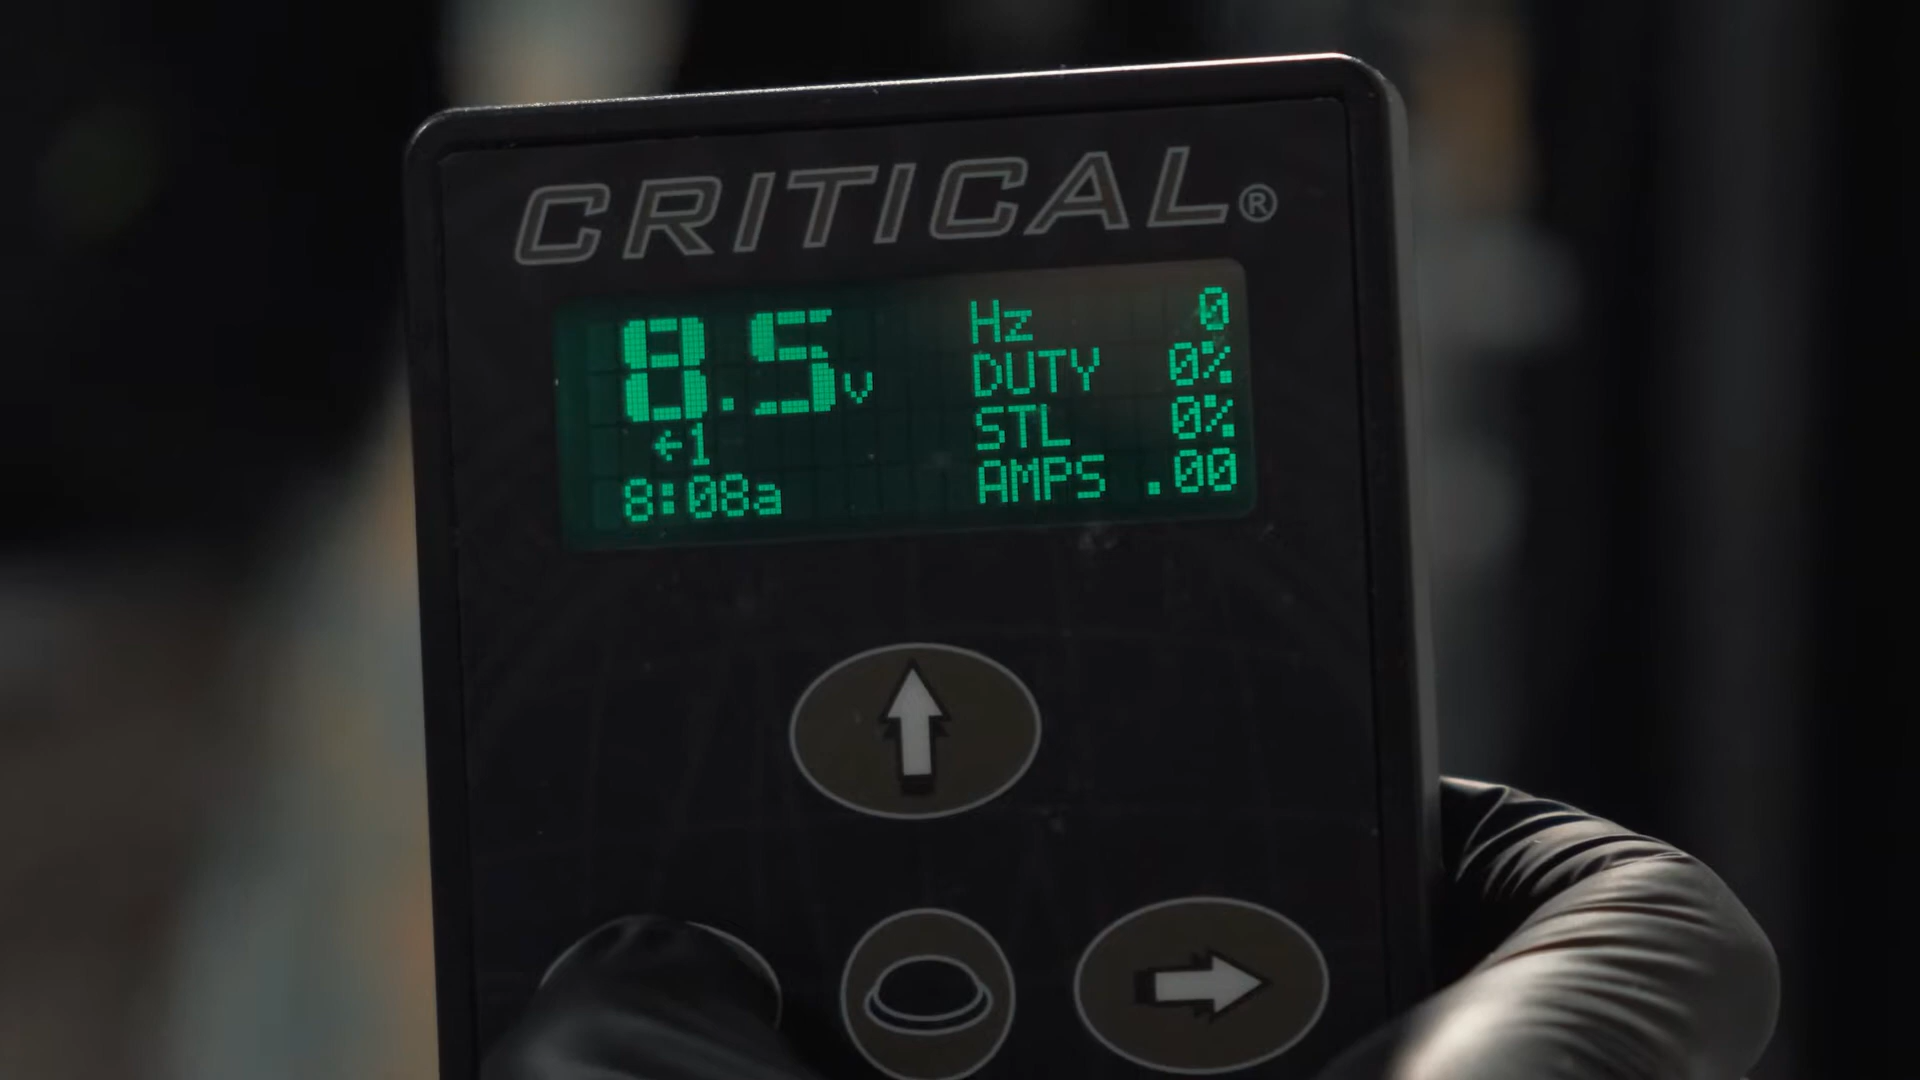 CRITICAL®
8.5v
←1
8:08a
Hz 0
DUTY 0%
STL 0%
AMPS .00